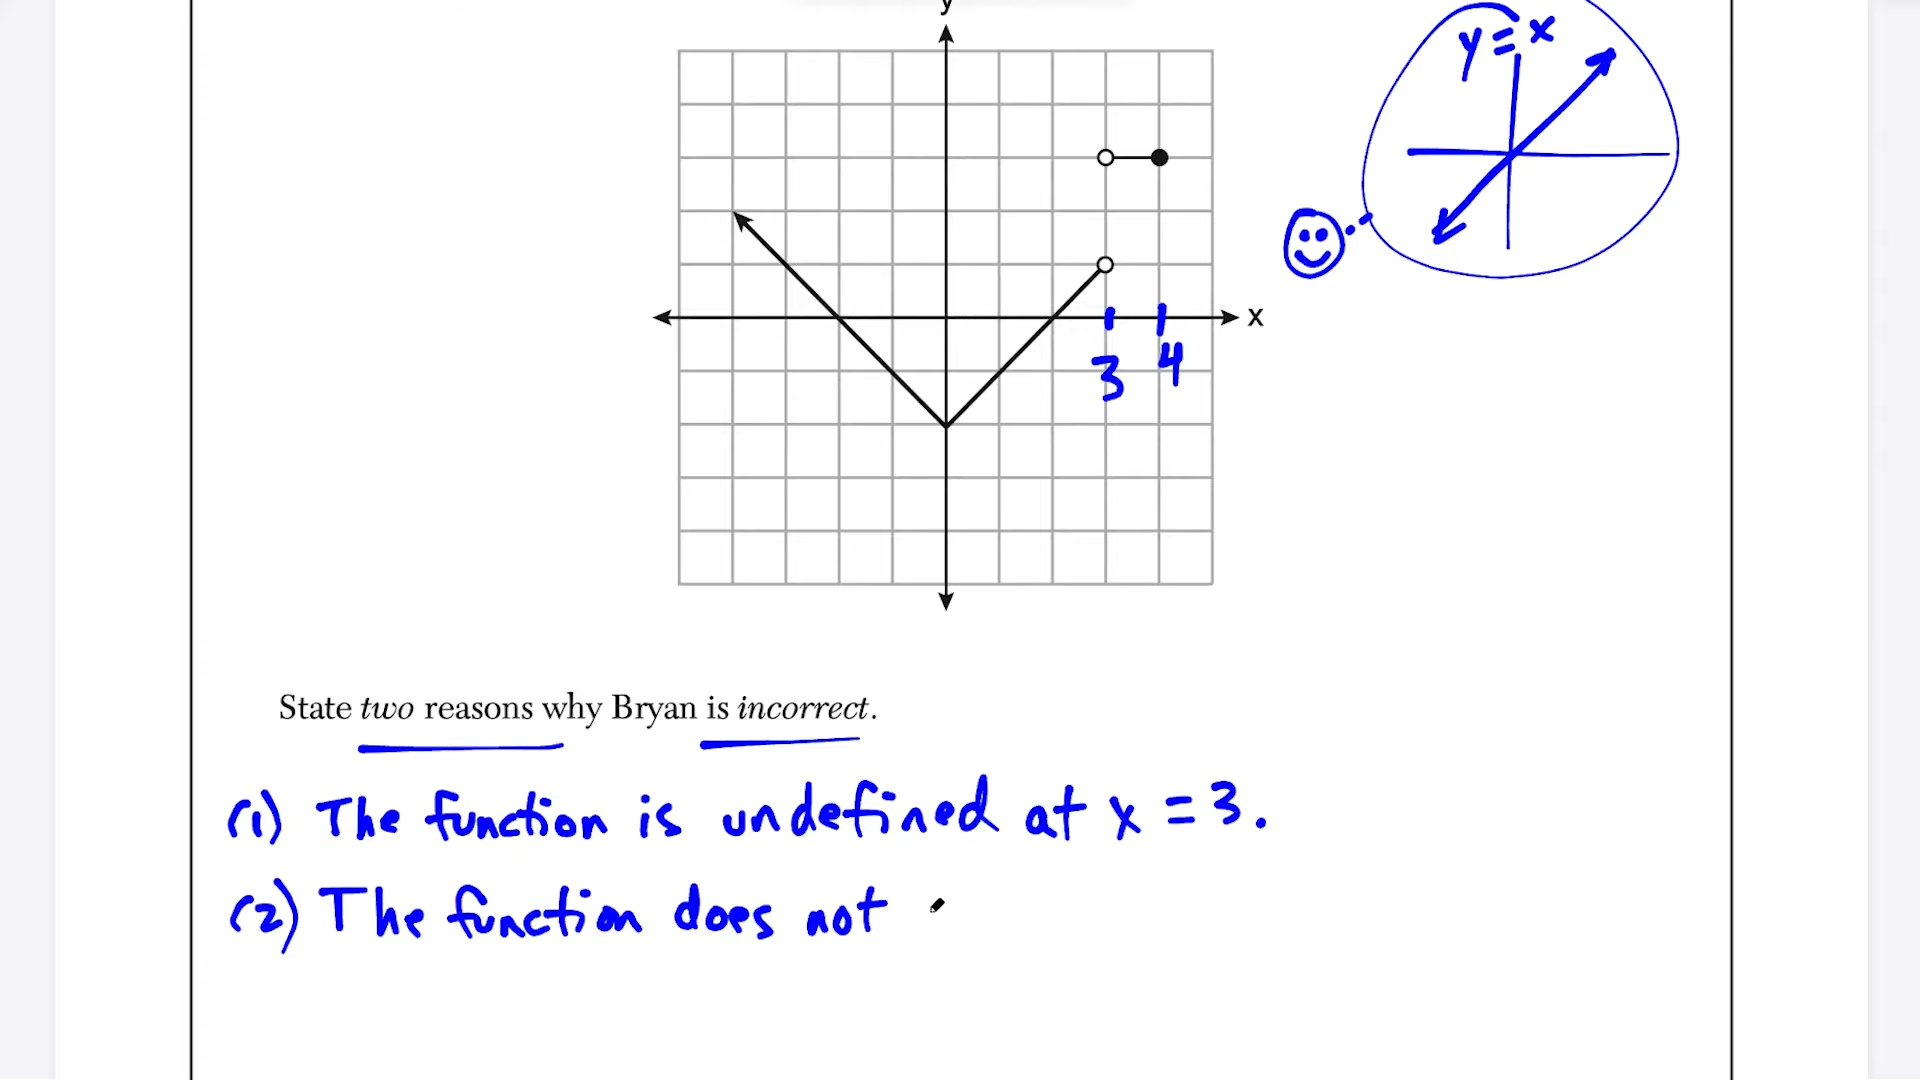 y
y = x
x
3 4
State two reasons why Bryan is incorrect.
(1) The function is undefined at x = 3.
(2) The function does not